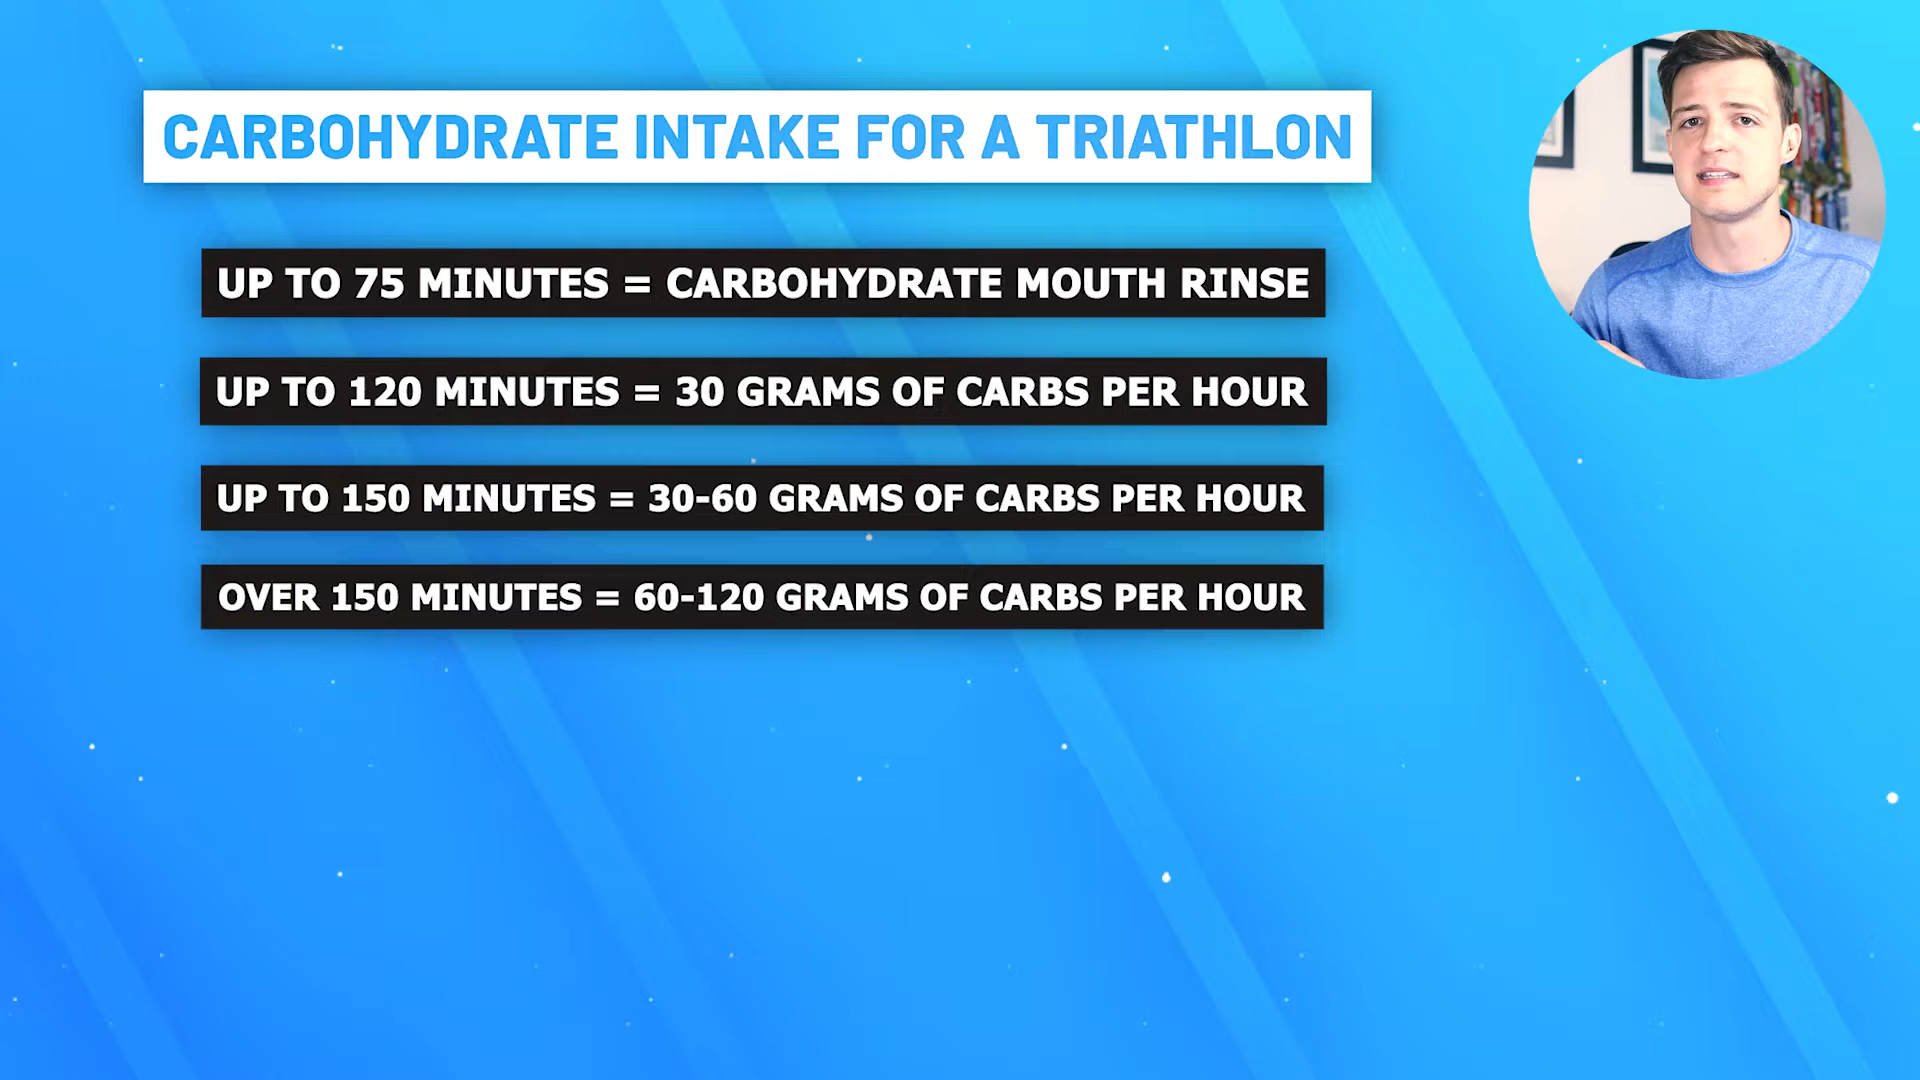 CARBOHYDRATE INTAKE FOR A TRIATHLON
UP TO 75 MINUTES = CARBOHYDRATE MOUTH RINSE
UP TO 120 MINUTES = 30 GRAMS OF CARBS PER HOUR
UP TO 150 MINUTES = 30-60 GRAMS OF CARBS PER HOUR
OVER 150 MINUTES = 60-120 GRAMS OF CARBS PER HOUR